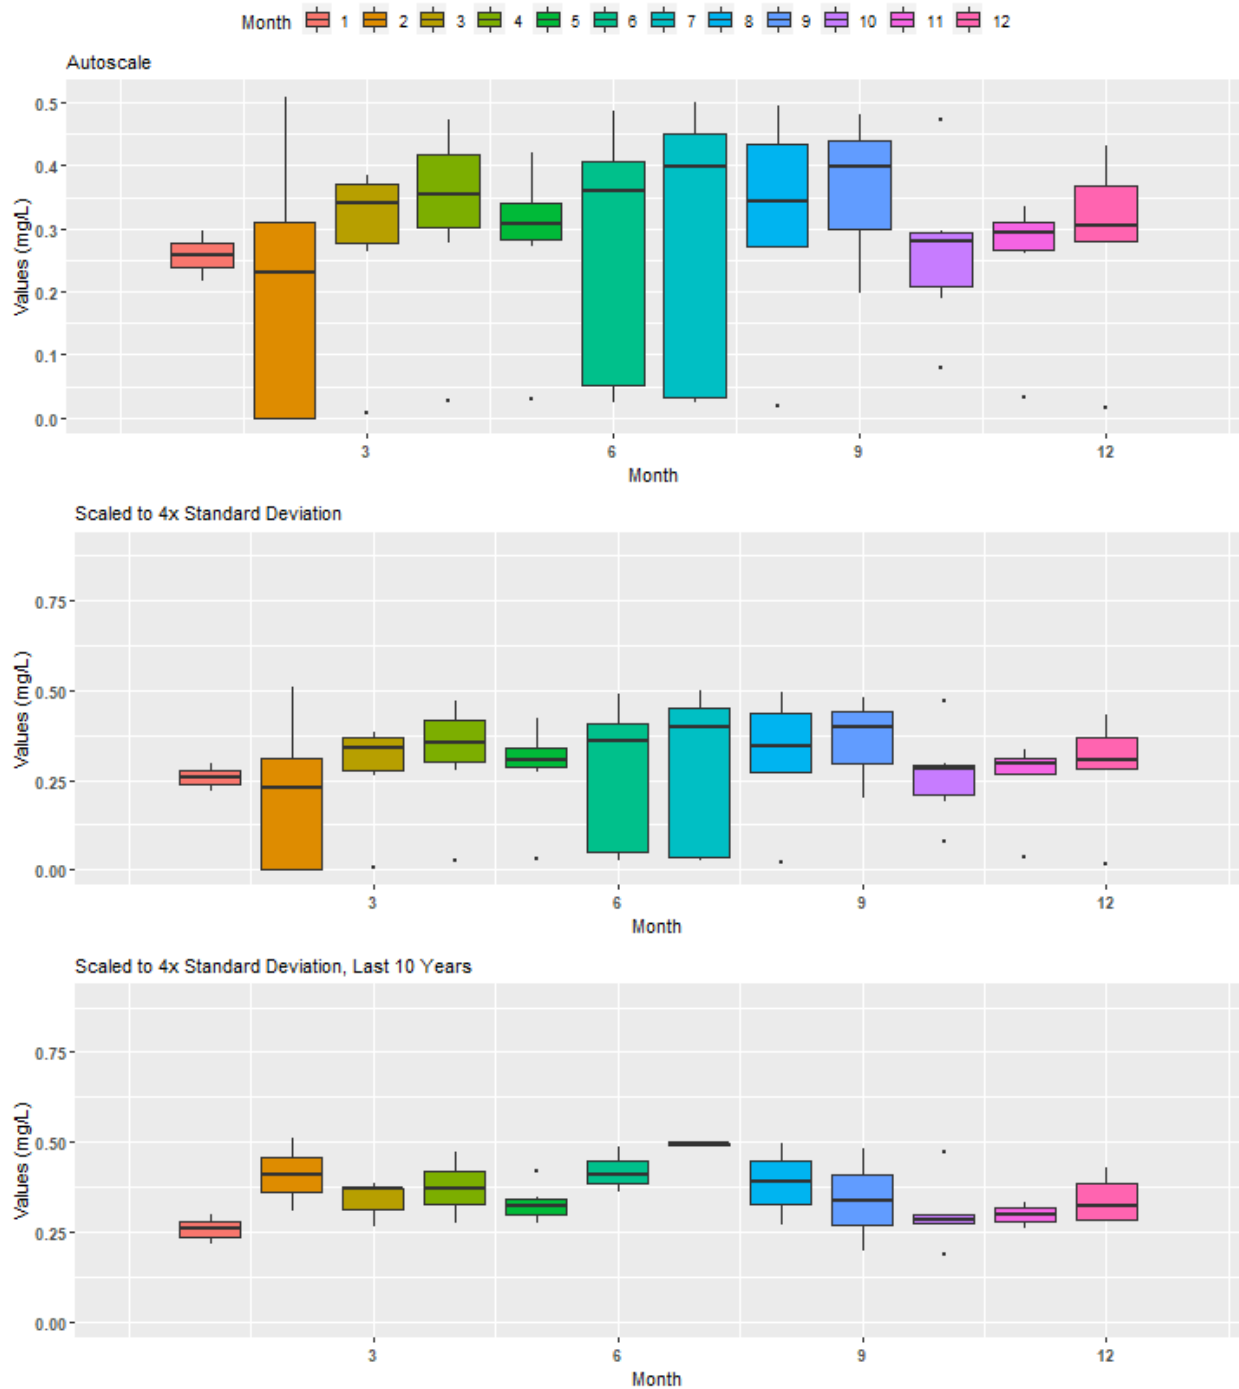 Month 1 2 3 4 5 6 7 8 9 10 11 12
Autoscale
Values (mg/L)
0.5
0.4
0.3
0.2
0.1
0.0
3 6 9 12
Month
Scaled to 4x Standard Deviation
Values (mg/L)
0.75
0.50
0.25
0.00
3 6 9 12
Month
Scaled to 4x Standard Deviation, Last 10 Years
Values (mg/L)
0.75
0.50
0.25
0.00
3 6 9 12
Month